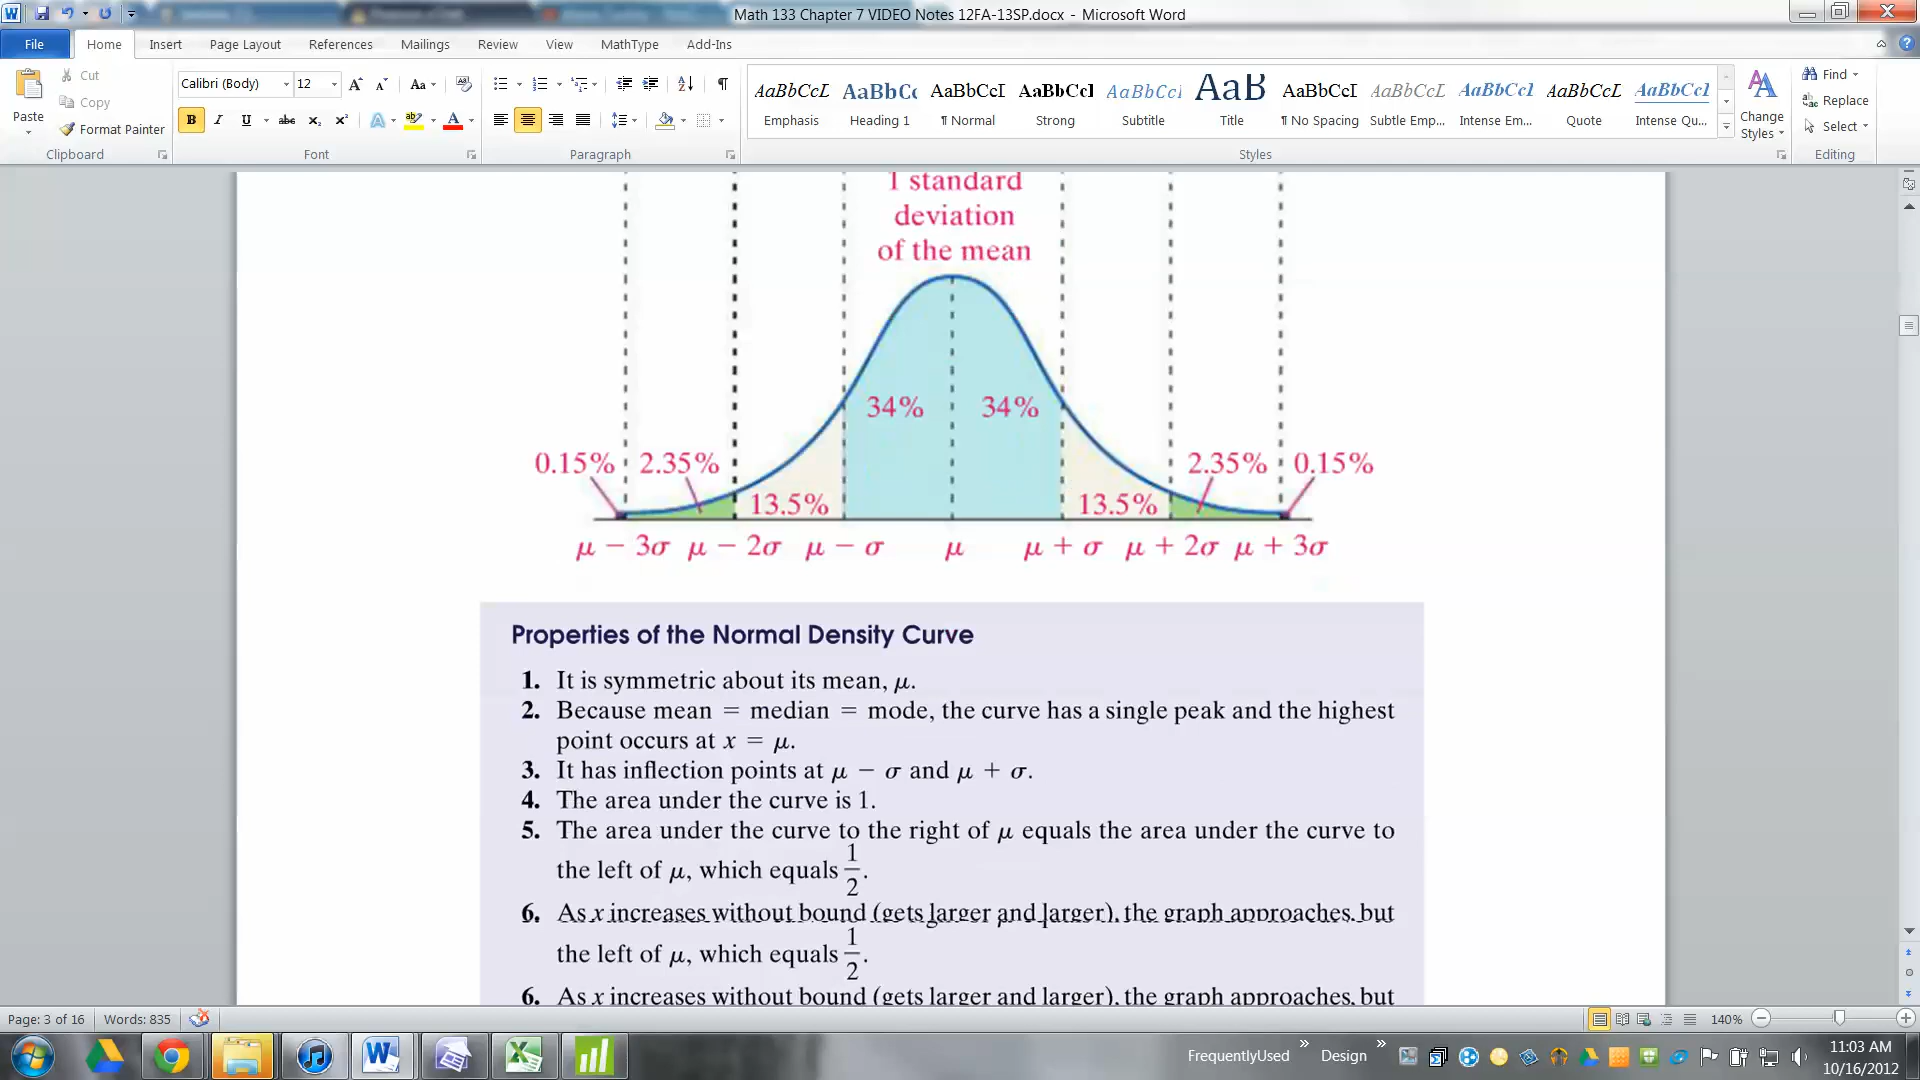 Math 133 Chapter 7 VIDEO Notes 12FA-13SP.docx - Microsoft Word
File Home Insert Page Layout References Mailings Review View MathType Add-Ins
Paste
Cut
Copy
Format Painter
Clipboard
Calibri (Body) 12
Font
Paragraph
AaBbCcL AaBbCc AaBbCcI AaBbCcI AaBbCcI AaB AaBbCcI AaBbCcL AaBbCcI AaBbCcL AaBbCcI
Emphasis Heading 1 ¶ Normal Strong Subtitle Title ¶ No Spacing Subtle Emp... Intense Em... Quote Intense Qu...
Change
Styles
Styles
Find
Replace
Select
Editing
1 standard
deviation
of the mean
34% 34%
0.15% 2.35% 2.35% 0.15%
13.5% 13.5%
μ − 3σ μ − 2σ μ − σ μ μ + σ μ + 2σ μ + 3σ
Properties of the Normal Density Curve
1. It is symmetric about its mean, μ.
2. Because mean = median = mode, the curve has a single peak and the highest
point occurs at x = μ.
3. It has inflection points at μ − σ and μ + σ.
4. The area under the curve is 1.
5. The area under the curve to the right of μ equals the area under the curve to
the left of μ, which equals 1/2.
6. As x increases without bound (gets larger and larger), the graph approaches, but
the left of μ, which equals 1/2.
6. As x increases without bound (gets larger and larger), the graph approaches, but
Page: 3 of 16 Words: 835 140%
FrequentlyUsed » Design »
11:03 AM
10/16/2012